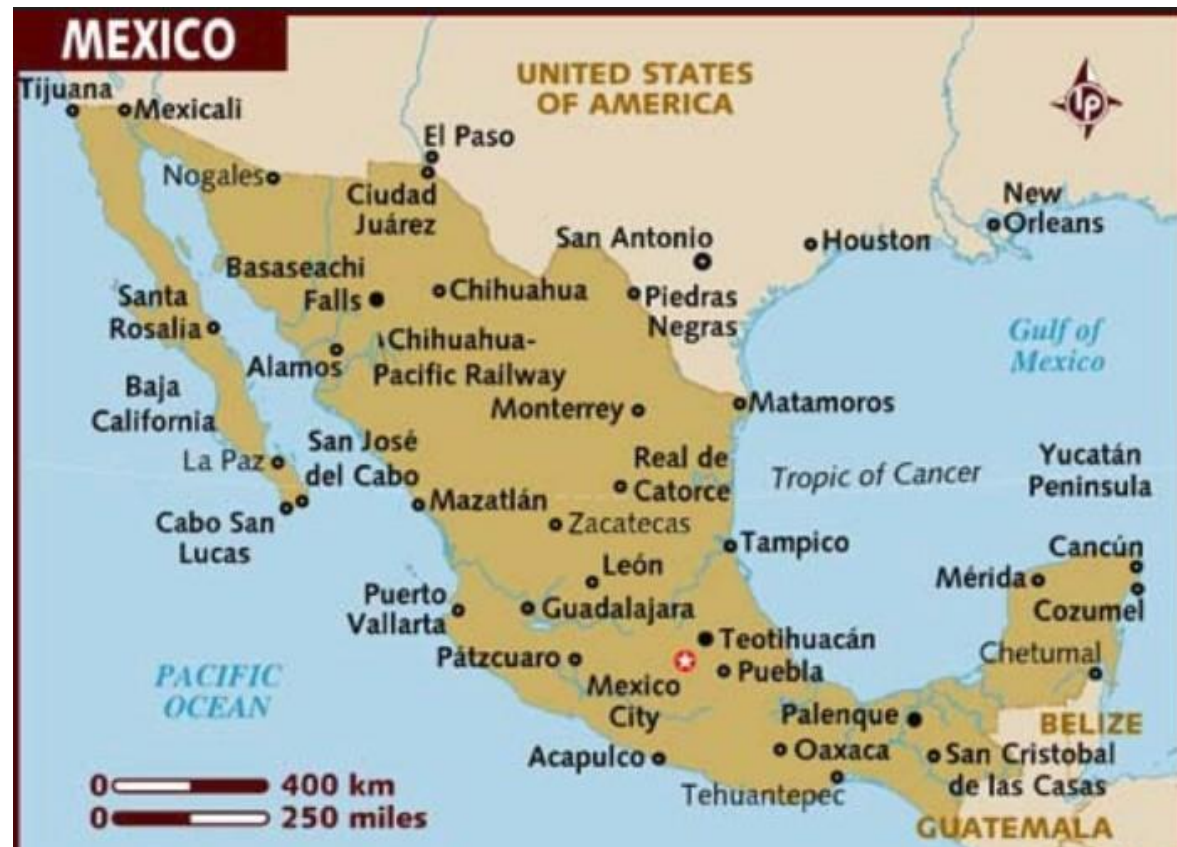 MEXICO
UNITED STATES
OF AMERICA
LP
Tijuana
Mexicali
El Paso
Nogales
Ciudad
Juárez
New
Orleans
San Antonio
Houston
Basaseachi
Falls
Chihuahua
Piedras
Negras
Santa
Rosalia
Gulf of
Mexico
Chihuahua-
Pacific Railway
Alamos
Baja
California
Monterrey
Matamoros
San José
del Cabo
La Paz
Real de
Catorce
Tropic of Cancer
Yucatán
Peninsula
Mazatlán
Zacatecas
Cabo San
Lucas
Tampico
Cancún
León
Mérida
Puerto
Vallarta
Guadalajara
Cozumel
Teotihuacán
Pátzcuaro
Puebla
Chetumal
PACIFIC
OCEAN
Mexico
City
Palenque
BELIZE
Acapulco
Oaxaca
San Cristobal
de las Casas
Tehuantepec
0 400 km
0 250 miles
GUATEMALA